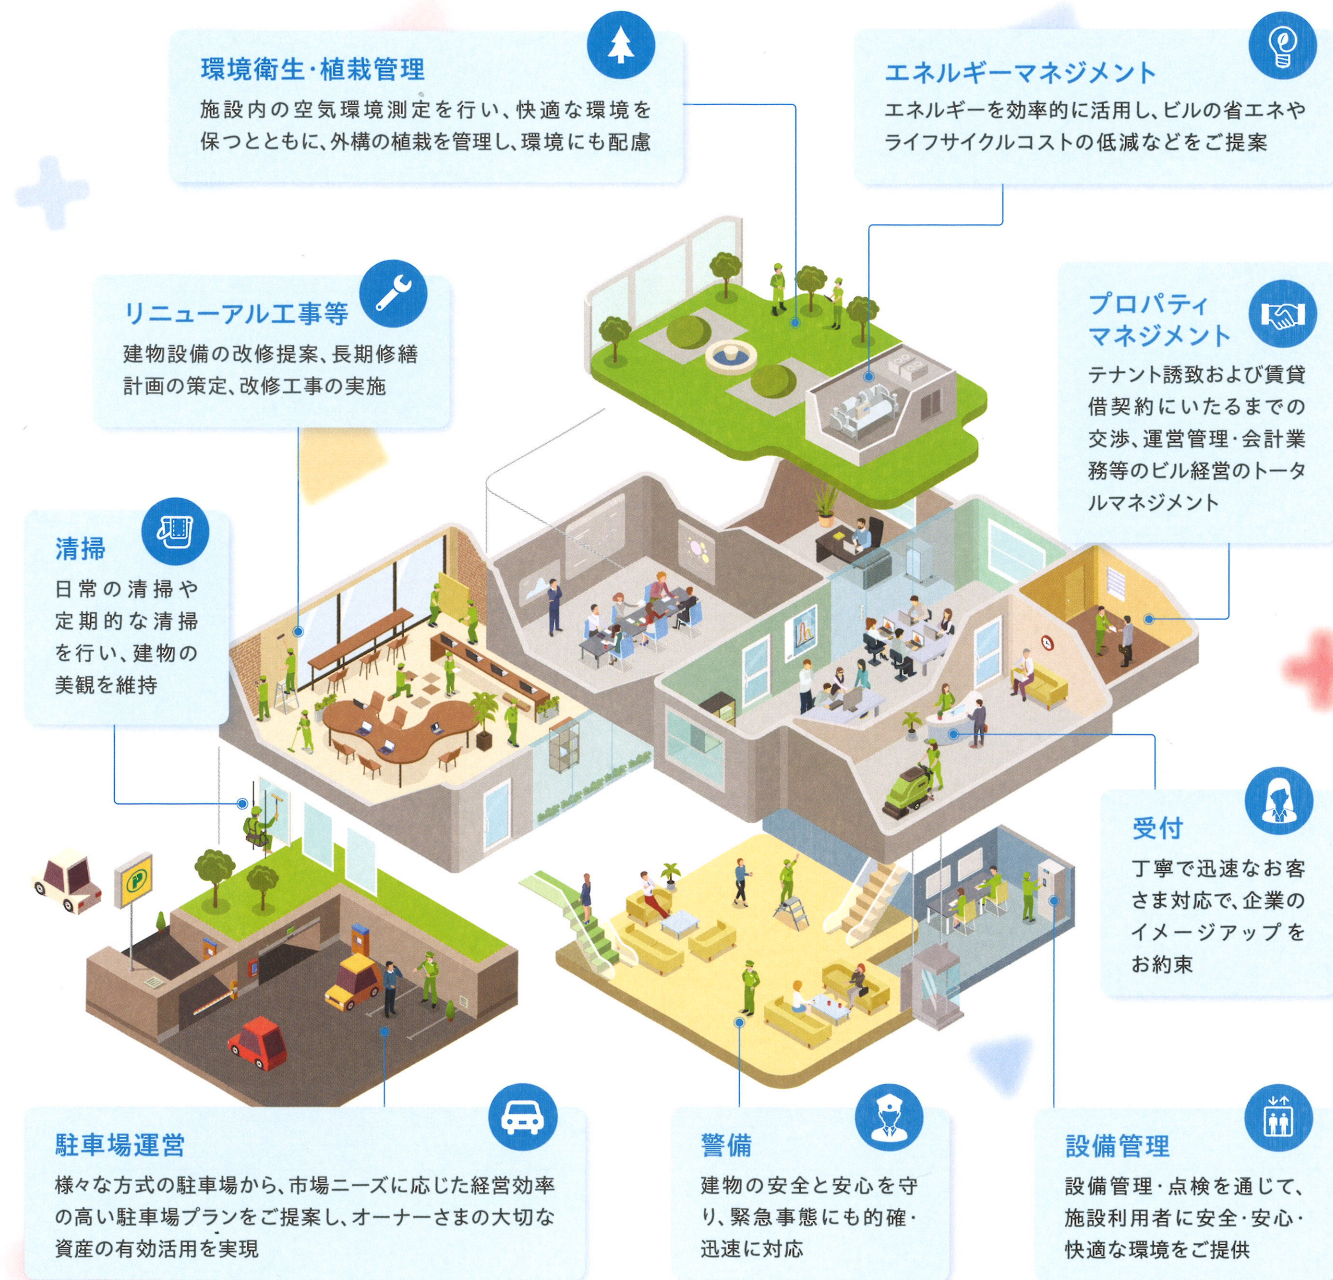 環境衛生・植栽管理
施設内の空気環境測定を行い、快適な環境を
保つとともに、外構の植栽を管理し、環境にも配慮
エネルギーマネジメント
エネルギーを効率的に活用し、ビルの省エネや
ライフサイクルコストの低減などをご提案
リニューアル工事等
建物設備の改修提案、長期修繕
計画の策定、改修工事の実施
プロパティ
マネジメント
テナント誘致および賃貸
借契約にいたるまでの
交渉、運営管理・会計業
務等のビル経営のトータ
ルマネジメント
清掃
日常の清掃や
定期的な清掃
を行い、建物の
美観を維持
受付
丁寧で迅速なお客
さま対応で、企業の
イメージアップを
お約束
P
駐車場運営
様々な方式の駐車場から、市場ニーズに応じた経営効率
の高い駐車場プランをご提案し、オーナーさまの大切な
資産の有効活用を実現
警備
建物の安全と安心を守
り、緊急事態にも的確・
迅速に対応
設備管理
設備管理・点検を通じて、
施設利用者に安全・安心・
快適な環境をご提供